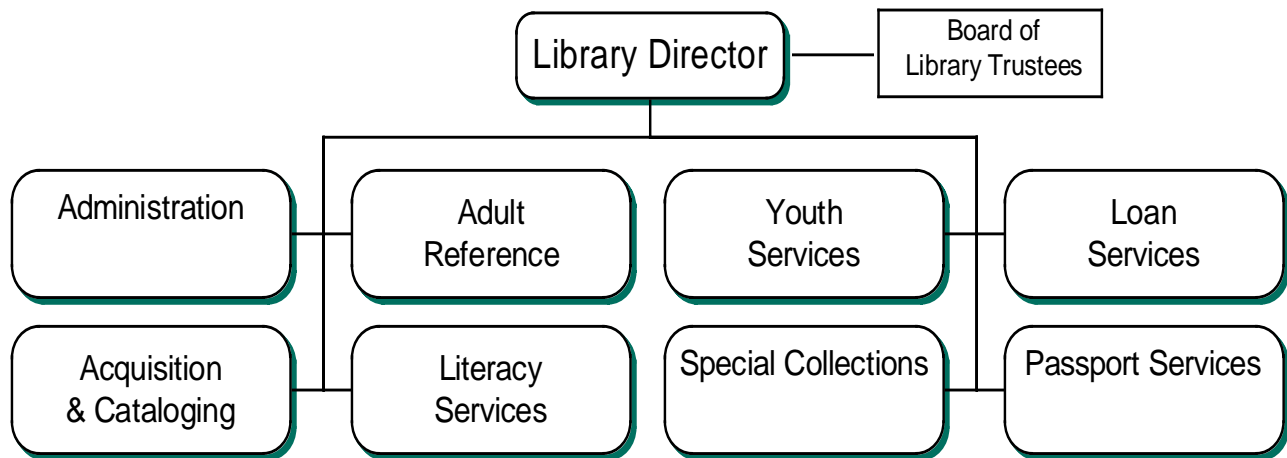 Library Director
Board of
Library Trustees
Administration
Adult
Reference
Youth
Services
Loan
Services
Acquisition
& Cataloging
Literacy
Services
Special Collections
Passport Services